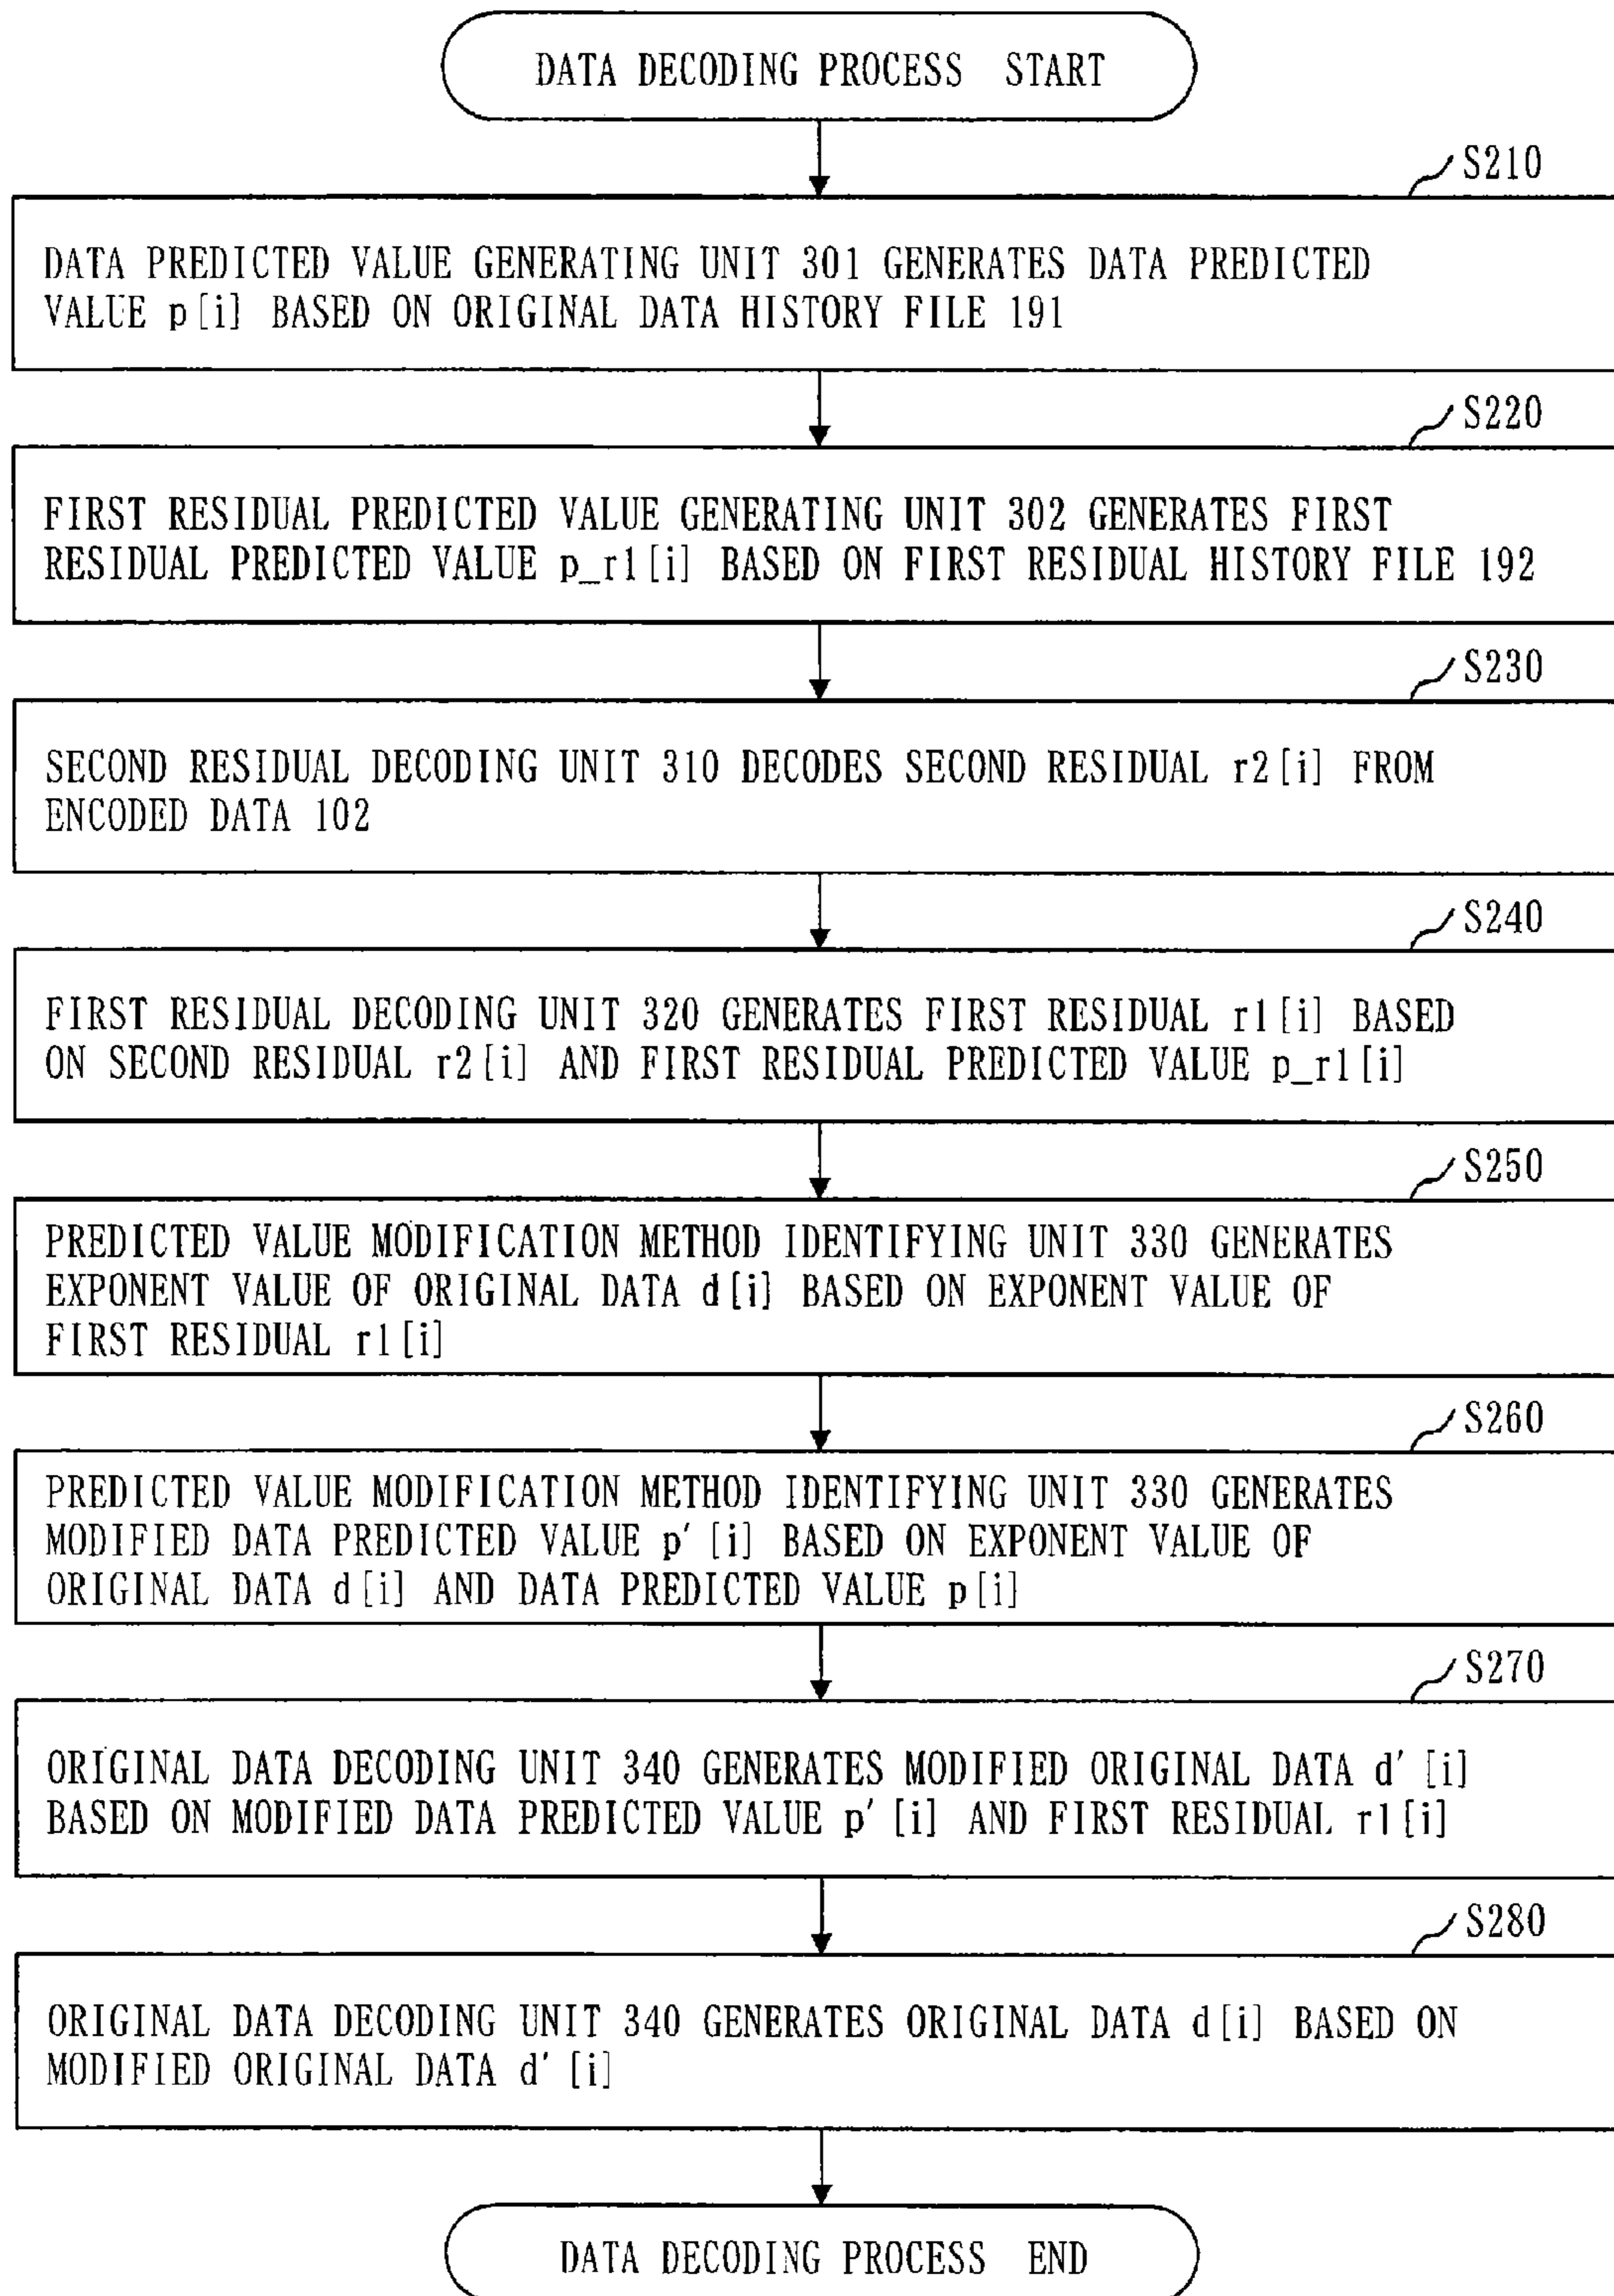 DATA DECODING PROCESS START
S210
DATA PREDICTED VALUE GENERATING UNIT 301 GENERATES DATA PREDICTED
VALUE p[i] BASED ON ORIGINAL DATA HISTORY FILE 191
S220
FIRST RESIDUAL PREDICTED VALUE GENERATING UNIT 302 GENERATES FIRST
RESIDUAL PREDICTED VALUE p_r1[i] BASED ON FIRST RESIDUAL HISTORY FILE 192
S230
SECOND RESIDUAL DECODING UNIT 310 DECODES SECOND RESIDUAL r2[i] FROM
ENCODED DATA 102
S240
FIRST RESIDUAL DECODING UNIT 320 GENERATES FIRST RESIDUAL r1[i] BASED
ON SECOND RESIDUAL r2[i] AND FIRST RESIDUAL PREDICTED VALUE p_r1[i]
S250
PREDICTED VALUE MODIFICATION METHOD IDENTIFYING UNIT 330 GENERATES
EXPONENT VALUE OF ORIGINAL DATA d[i] BASED ON EXPONENT VALUE OF
FIRST RESIDUAL r1[i]
S260
PREDICTED VALUE MODIFICATION METHOD IDENTIFYING UNIT 330 GENERATES
MODIFIED DATA PREDICTED VALUE p'[i] BASED ON EXPONENT VALUE OF
ORIGINAL DATA d[i] AND DATA PREDICTED VALUE p[i]
S270
ORIGINAL DATA DECODING UNIT 340 GENERATES MODIFIED ORIGINAL DATA d'[i]
BASED ON MODIFIED DATA PREDICTED VALUE p'[i] AND FIRST RESIDUAL r1[i]
S280
ORIGINAL DATA DECODING UNIT 340 GENERATES ORIGINAL DATA d[i] BASED ON
MODIFIED ORIGINAL DATA d'[i]
DATA DECODING PROCESS END